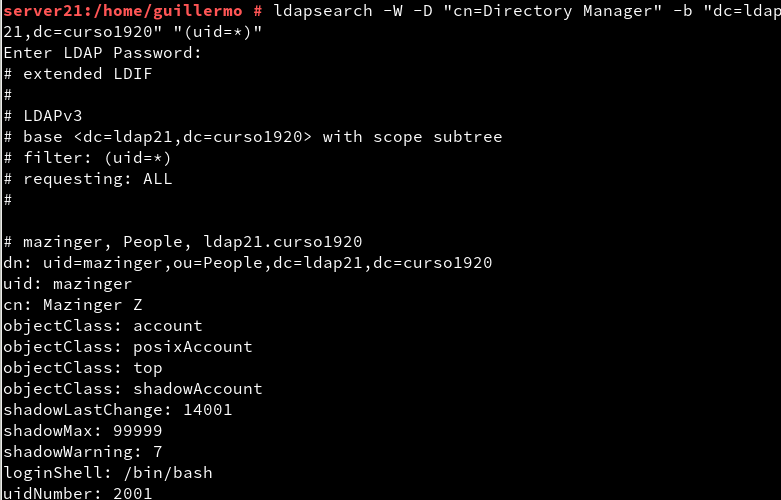 server21:/home/guillermo # ldapsearch -W -D "cn=Directory Manager" -b "dc=ldap
21,dc=curso1920" "(uid=*)"
Enter LDAP Password:
# extended LDIF
#
# LDAPv3
# base <dc=ldap21,dc=curso1920> with scope subtree
# filter: (uid=*)
# requesting: ALL
#

# mazinger, People, ldap21.curso1920
dn: uid=mazinger,ou=People,dc=ldap21,dc=curso1920
uid: mazinger
cn: Mazinger Z
objectClass: account
objectClass: posixAccount
objectClass: top
objectClass: shadowAccount
shadowLastChange: 14001
shadowMax: 99999
shadowWarning: 7
loginShell: /bin/bash
uidNumber: 2001